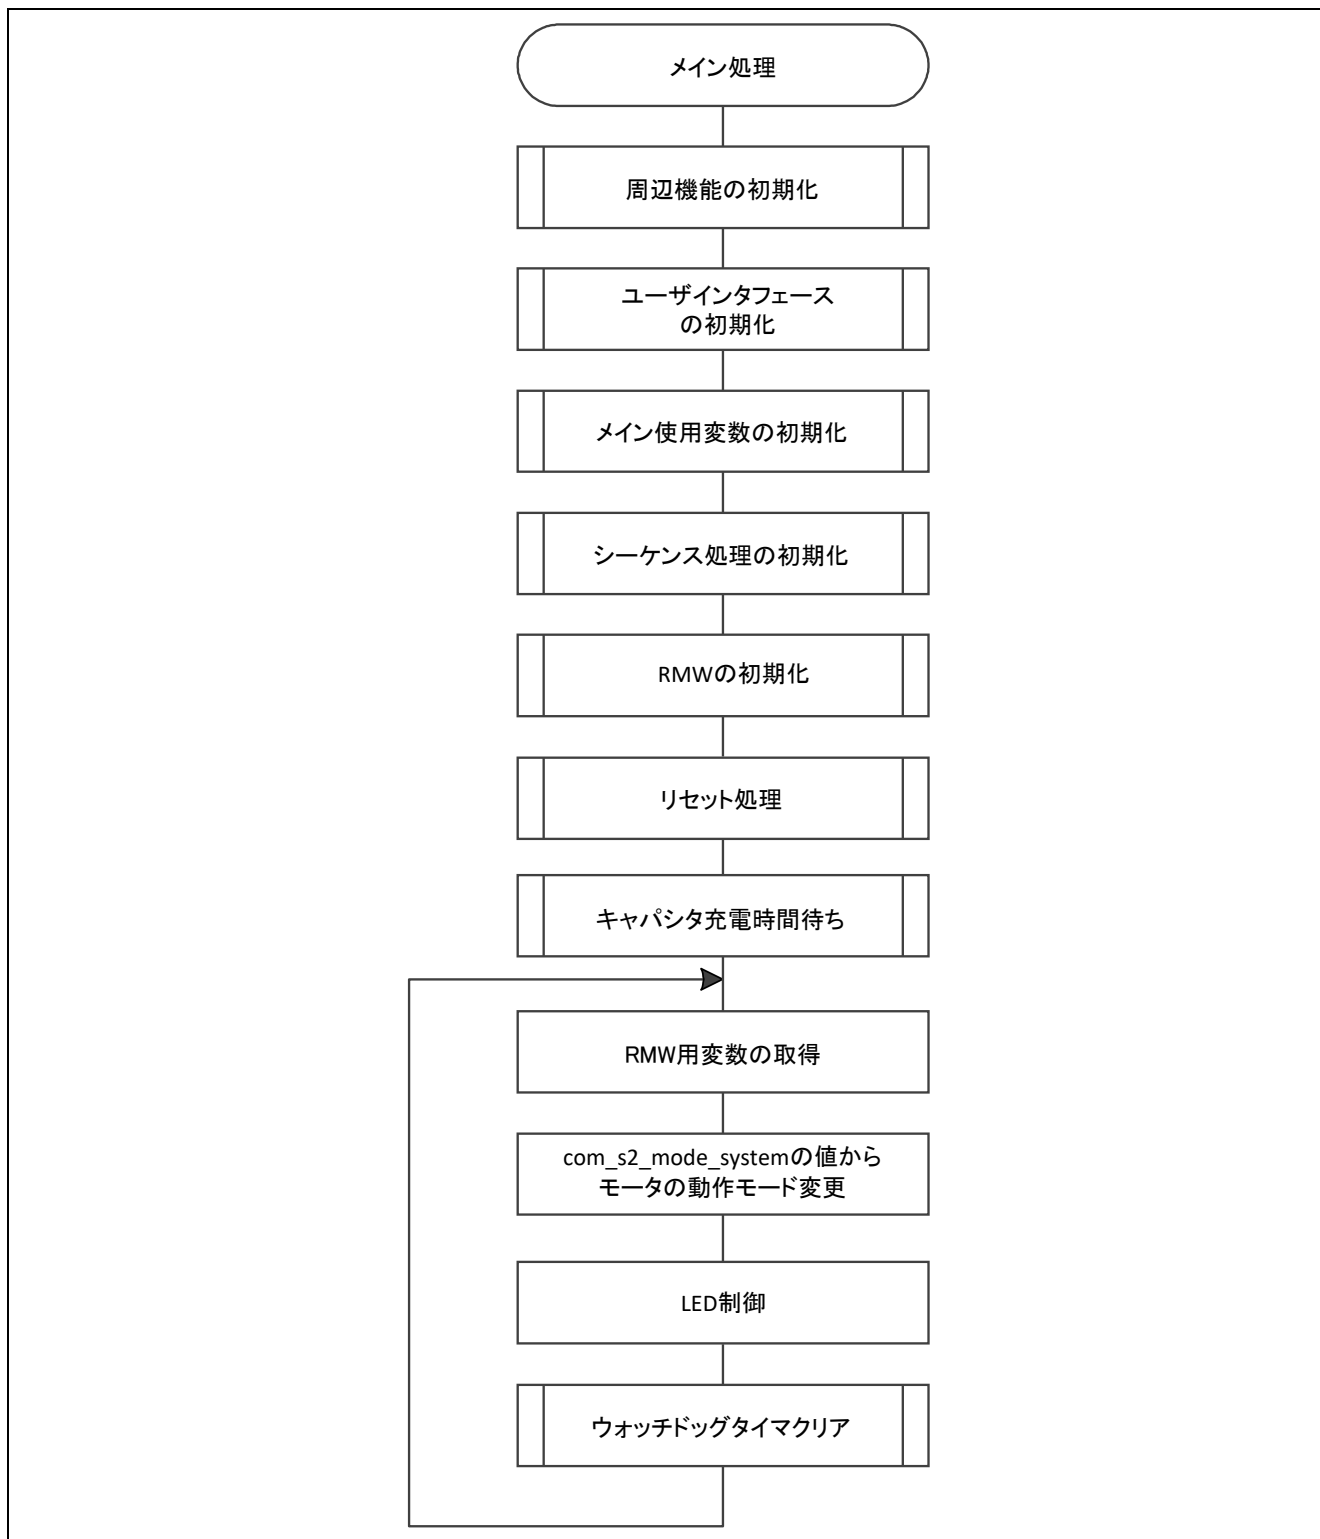 メイン処理
周辺機能の初期化
ユーザインタフェース
の初期化
メイン使用変数の初期化
シーケンス処理の初期化
RMWの初期化
リセット処理
キャパシタ充電時間待ち
RMW用変数の取得
com_s2_mode_systemの値から
モータの動作モード変更
LED制御
ウォッチドッグタイマクリア